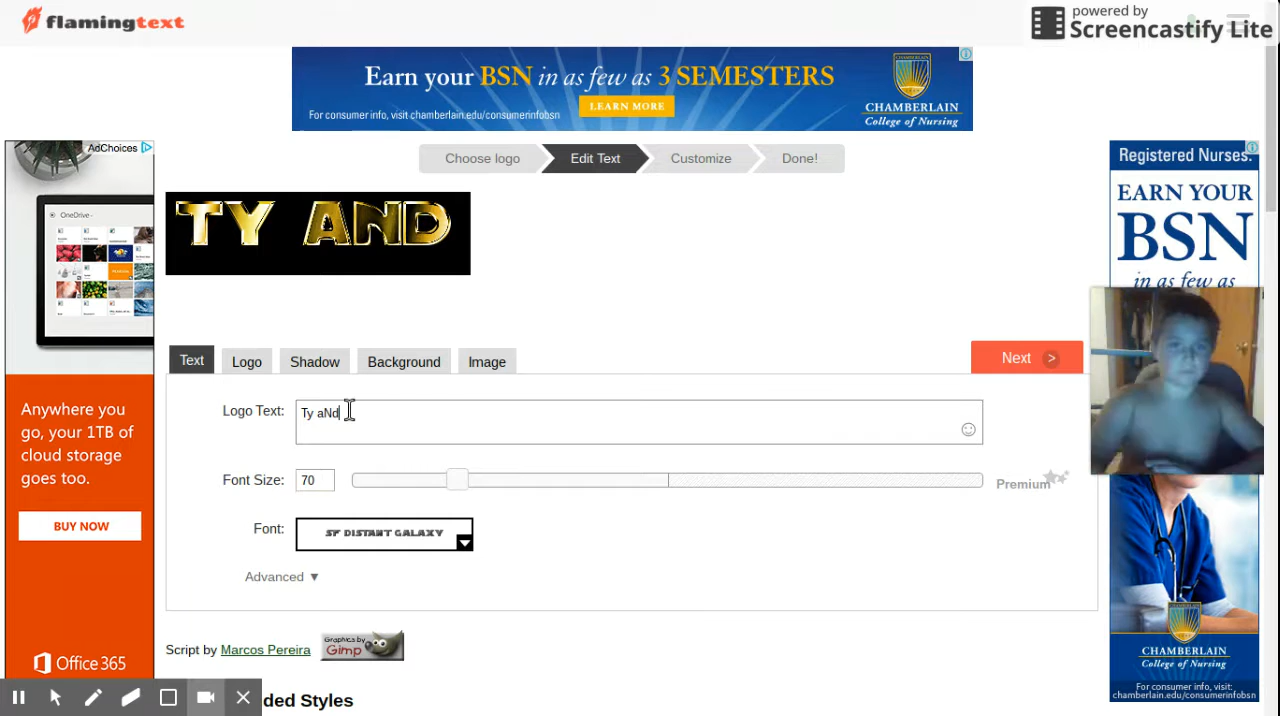 flamingtext
powered by
Screencastify Lite
Earn your BSN in as few as 3 SEMESTERS
LEARN MORE
For consumer info, visit chamberlain.edu/consumerinfobsn
CHAMBERLAIN
College of Nursing
AdChoices
Choose logo
Edit Text
Customize
Done!
Registered Nurses:
EARN YOUR
BSN
in as few as
OneDrive
TY AND
Text
Logo
Shadow
Background
Image
Next >
Logo Text:
Ty aNd
Font Size:
70
Premium
Font:
SF DISTANT GALAXY
Advanced ▼
Anywhere you
go, your 1TB of
cloud storage
goes too.
BUY NOW
Office 365
Script by Marcos Pereira
Graphics by
Gimp
ded Styles
CHAMBERLAIN
College of Nursing
For consumer info, visit:
chamberlain.edu/consumerinfobsn